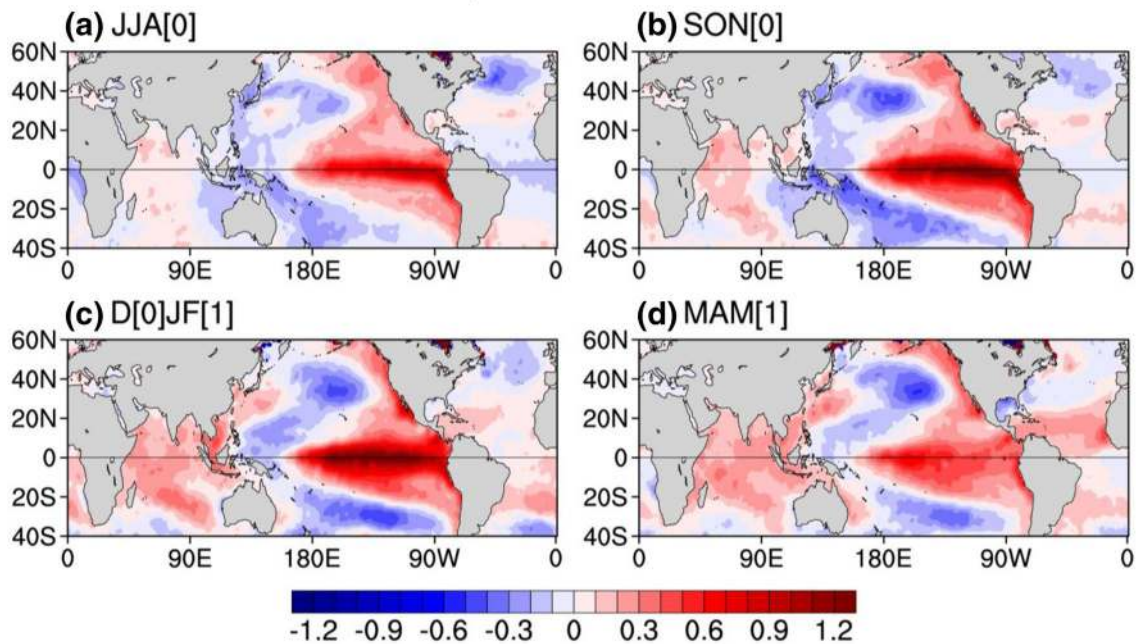 (a) JJA[0]
60N
40N
20N
0
20S
40S
0 90E 180E 90W 0
(b) SON[0]
60N
40N
20N
0
20S
40S
0 90E 180E 90W 0
(c) D[0]JF[1]
60N
40N
20N
0
20S
40S
0 90E 180E 90W 0
(d) MAM[1]
60N
40N
20N
0
20S
40S
0 90E 180E 90W 0
-1.2 -0.9 -0.6 -0.3 0 0.3 0.6 0.9 1.2